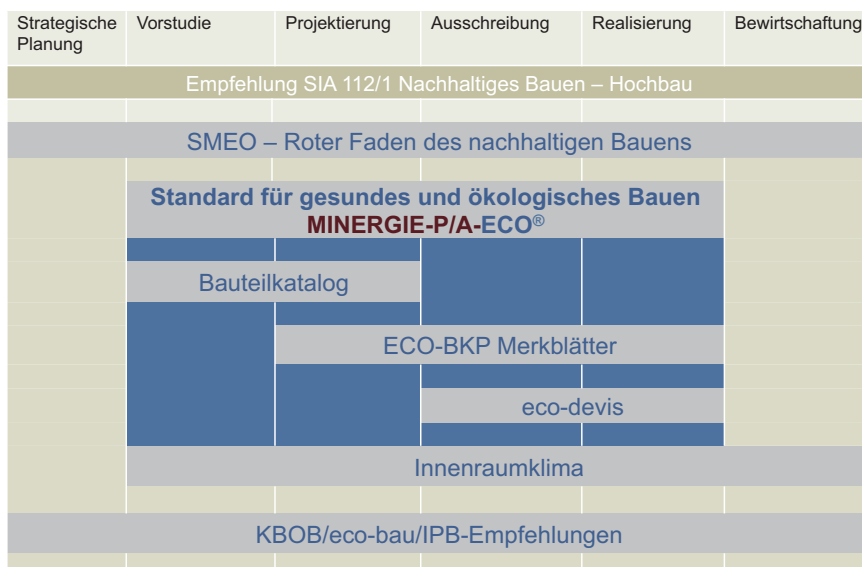 Strategische Planung Vorstudie Projektierung Ausschreibung Realisierung Bewirtschaftung
Empfehlung SIA 112/1 Nachhaltiges Bauen – Hochbau
SMEO – Roter Faden des nachhaltigen Bauens
Standard für gesundes und ökologisches Bauen
MINERGIE-P/A-ECO®
Bauteilkatalog
ECO-BKP Merkblätter
eco-devis
Innenraumklima
KBOB/eco-bau/IPB-Empfehlungen